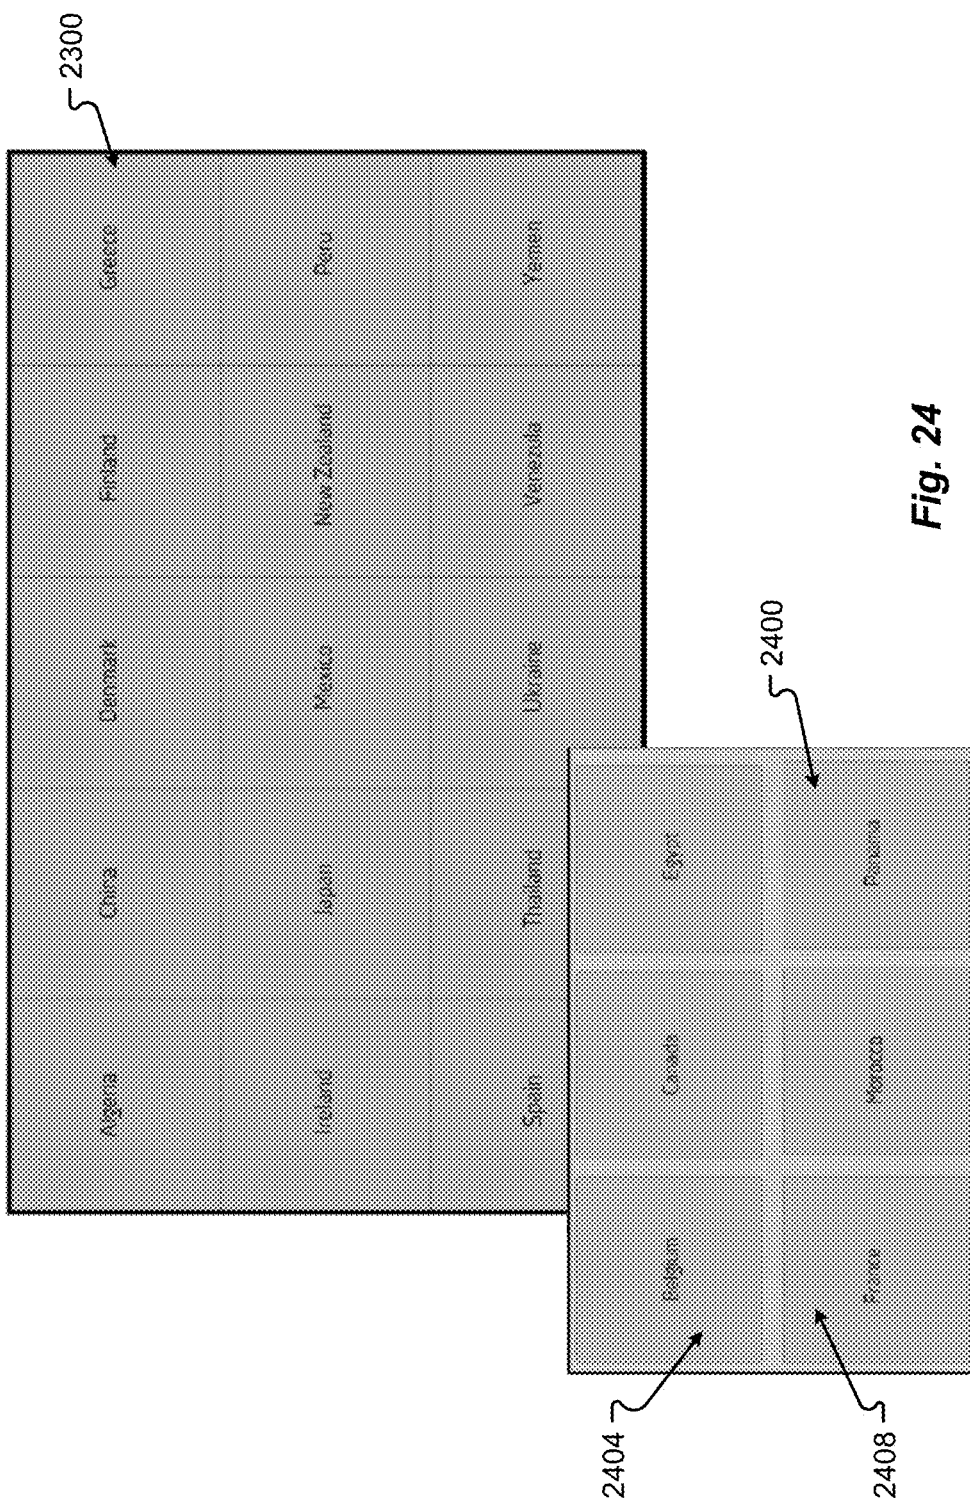 2300
Algeria China Denmark Finland Greece
Ireland Japan Mexico New Zealand Peru
Spain Thailand Ukraine Venezula Yemen
2404
Belgium Canada Egypt
2400
France Morocco Panama
2408
Fig. 24